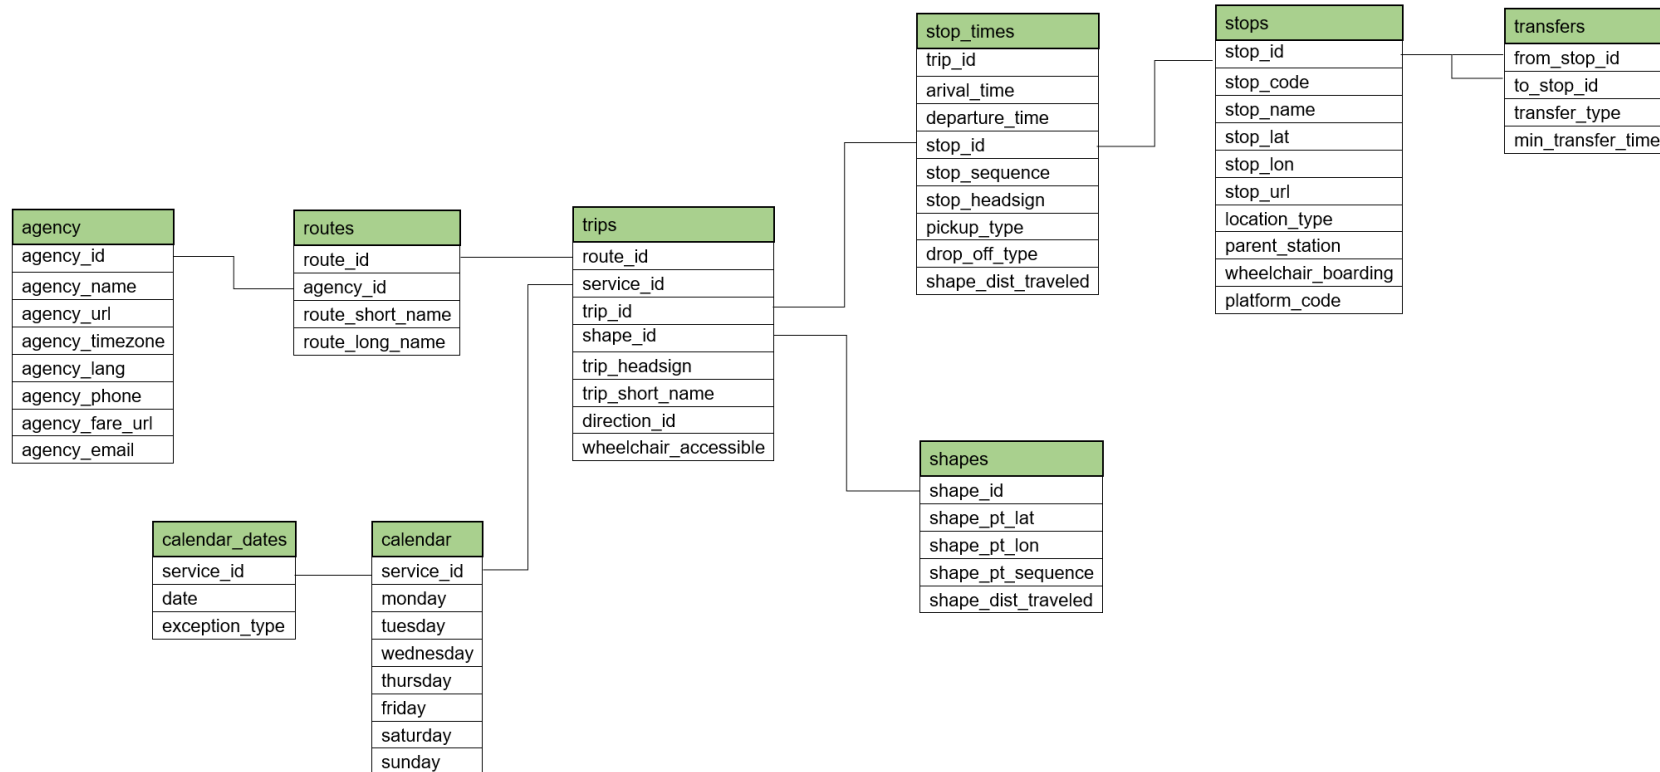 agency
agency_id
agency_name
agency_url
agency_timezone
agency_lang
agency_phone
agency_fare_url
agency_email
routes
route_id
agency_id
route_short_name
route_long_name
trips
route_id
service_id
trip_id
shape_id
trip_headsign
trip_short_name
direction_id
wheelchair_accessible
stop_times
trip_id
arival_time
departure_time
stop_id
stop_sequence
stop_headsign
pickup_type
drop_off_type
shape_dist_traveled
stops
stop_id
stop_code
stop_name
stop_lat
stop_lon
stop_url
location_type
parent_station
wheelchair_boarding
platform_code
transfers
from_stop_id
to_stop_id
transfer_type
min_transfer_time
calendar_dates
service_id
date
exception_type
calendar
service_id
monday
tuesday
wednesday
thursday
friday
saturday
sunday
shapes
shape_id
shape_pt_lat
shape_pt_lon
shape_pt_sequence
shape_dist_traveled